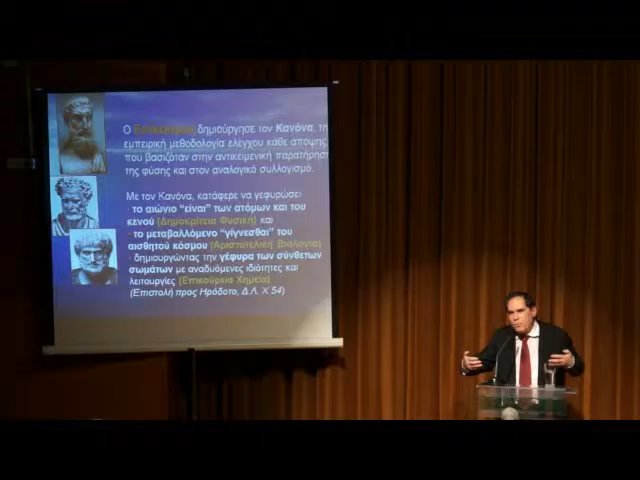 Ο Επίκουρος δημιούργησε τον Κανόνα, τη
εμπειρική μεθοδολογία ελέγχου κάθε άποψης,
που βασιζόταν στην αντικειμενική παρατήρηση
της φύσης και στον αναλογικό συλλογισμό.
Με τον Κανόνα, κατάφερε να γεφυρώσει
- το αιώνιο "είναι" των ατόμων και του
κενού (Δημοκρίτεια Φυσική) και
- το μεταβαλλόμενο "γίγνεσθαι" του
αισθητού κόσμου (Αριστοτελική Βιολογία)
- δημιουργώντας την γέφυρα των σύνθετων
σωμάτων με αναδυόμενες ιδιότητες και
λειτουργίες (Επικούρεια Χημεία)
(Επιστολή προς Ηρόδοτο, Δ.Λ. Χ 54)